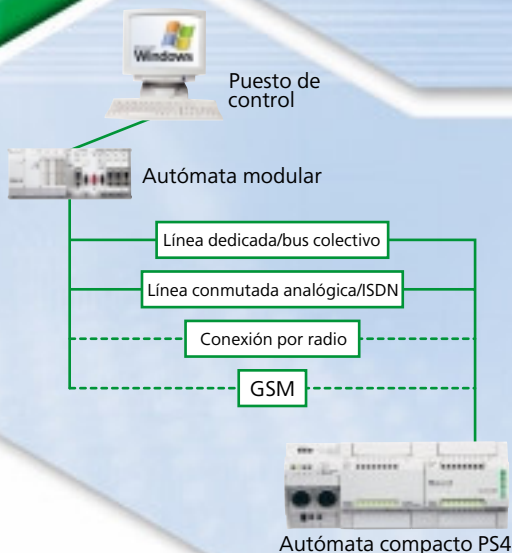 Windows
Puesto de
control
Autómata modular
Línea dedicada/bus colectivo
Línea conmutada analógica/ISDN
Conexión por radio
GSM
Autómata compacto PS4